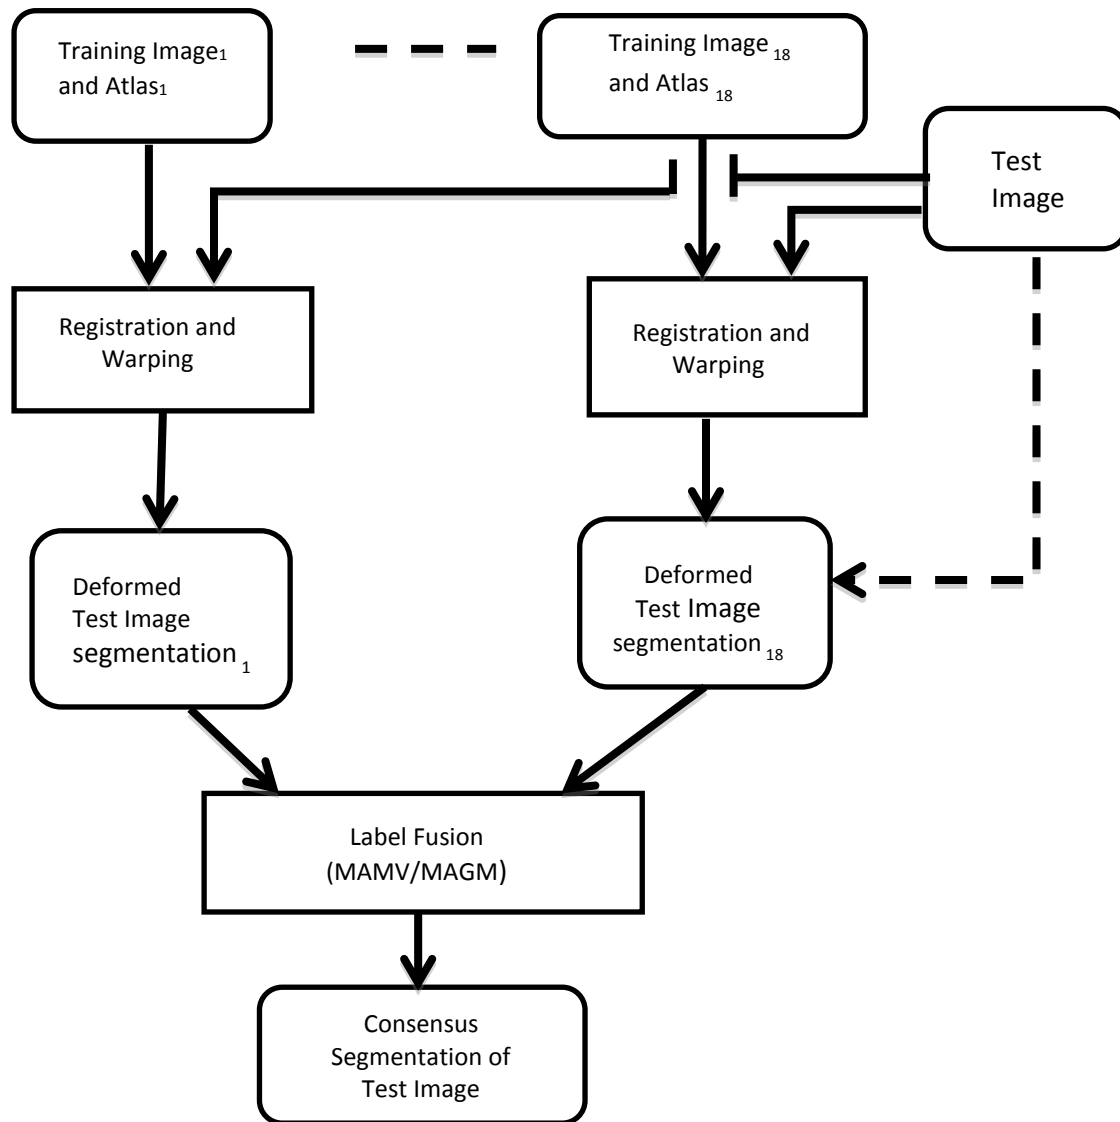 Training Image1
and Atlas1
Training Image 18
and Atlas 18
Test
Image
Registration and
Warping
Registration and
Warping
Deformed
Test Image
segmentation 1
Deformed
Test Image
segmentation 18
Label Fusion
(MAMV/MAGM)
Consensus
Segmentation of
Test Image